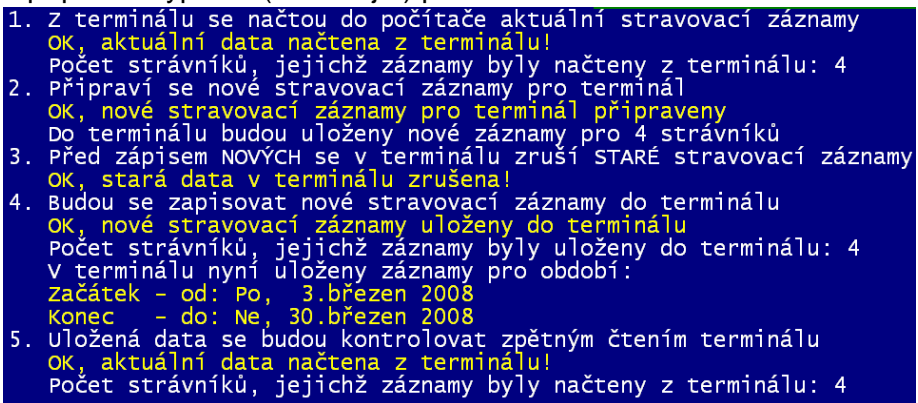 1. Z terminálu se načtou do počítače aktuální stravovací záznamy
OK, aktuální data načtena z terminálu!
Počet strávníků, jejichž záznamy byly načteny z terminálu: 4
2. Připraví se nové stravovací záznamy pro terminál
OK, nové stravovací záznamy pro terminál připraveny
Do terminálu budou uloženy nové záznamy pro 4 strávníků
3. Před zápisem NOVÝCH se v terminálu zruší STARÉ stravovací záznamy
OK, stará data v terminálu zrušena!
4. Budou se zapisovat nové stravovací záznamy do terminálu
OK, nové stravovací záznamy uloženy do terminálu
Počet strávníků, jejichž záznamy byly uloženy do terminálu: 4
V terminálu nyní uloženy záznamy pro období:
Začátek – od: Po, 3.březen 2008
Konec – do: Ne, 30.březen 2008
5. Uložená data se budou kontrolovat zpětným čtením terminálu
OK, aktuální data načtena z terminálu!
Počet strávníků, jejichž záznamy byly načteny z terminálu: 4